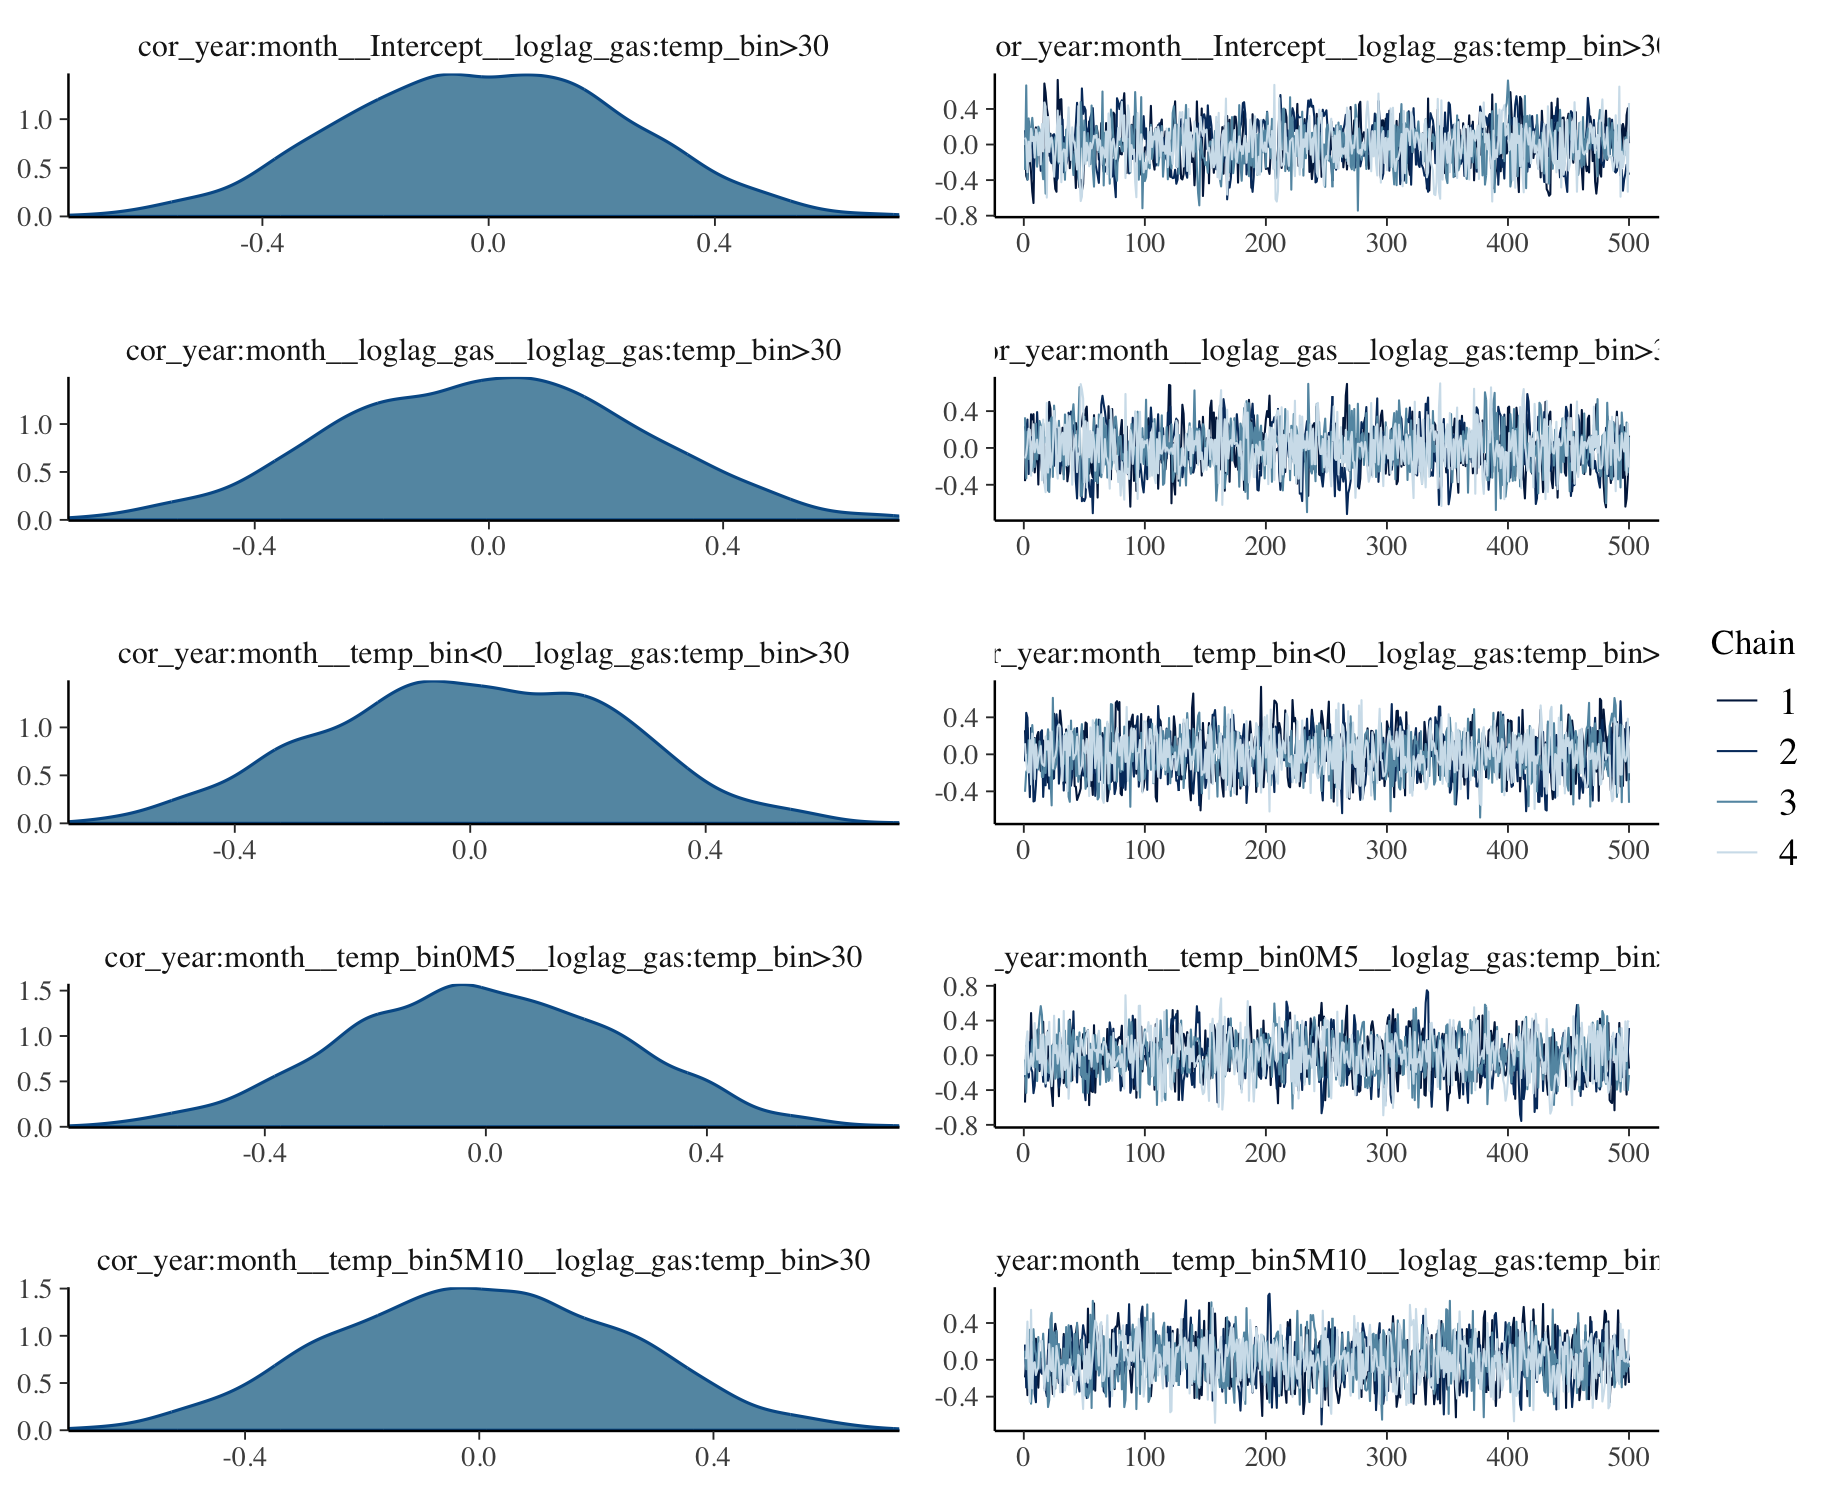 cor_year:month__Intercept__loglag_gas:temp_bin>30
1.0
0.5
0.0
-0.4 0.0 0.4
or_year:month__Intercept__loglag_gas:temp_bin>30
0.4
0.0
-0.4
-0.8
0 100 200 300 400 500
cor_year:month__loglag_gas__loglag_gas:temp_bin>30
1.0
0.5
0.0
-0.4 0.0 0.4
or_year:month__loglag_gas__loglag_gas:temp_bin>3
0.4
0.0
-0.4
0 100 200 300 400 500
cor_year:month__temp_bin<0__loglag_gas:temp_bin>30
1.0
0.5
0.0
-0.4 0.0 0.4
r_year:month__temp_bin<0__loglag_gas:temp_bin>
0.4
0.0
-0.4
0 100 200 300 400 500
cor_year:month__temp_bin0M5__loglag_gas:temp_bin>30
1.5
1.0
0.5
0.0
-0.4 0.0 0.4
_year:month__temp_bin0M5__loglag_gas:temp_bin>
0.8
0.4
0.0
-0.4
-0.8
0 100 200 300 400 500
cor_year:month__temp_bin5M10__loglag_gas:temp_bin>30
1.5
1.0
0.5
0.0
-0.4 0.0 0.4
year:month__temp_bin5M10__loglag_gas:temp_bin
0.4
0.0
-0.4
0 100 200 300 400 500
Chain
1
2
3
4